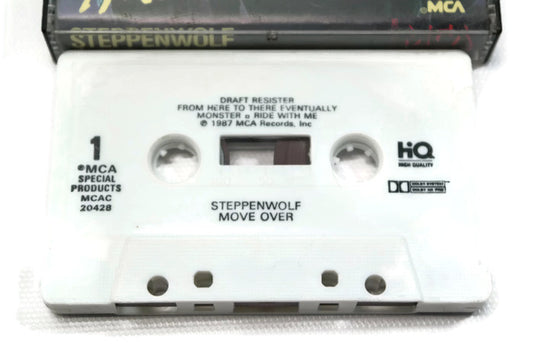 MCA
STEPPENWOLF
DRAFT RESISTER
FROM HERE TO THERE EVENTUALLY
MONSTER □ RIDE WITH ME
℗ 1987 MCA Records, Inc
1
®MCA
SPECIAL
PRODUCTS
MCAC
20428
HQ
HIGH QUALITY
DOLBY SYSTEM
DOLBY HX PRO
STEPPENWOLF
MOVE OVER